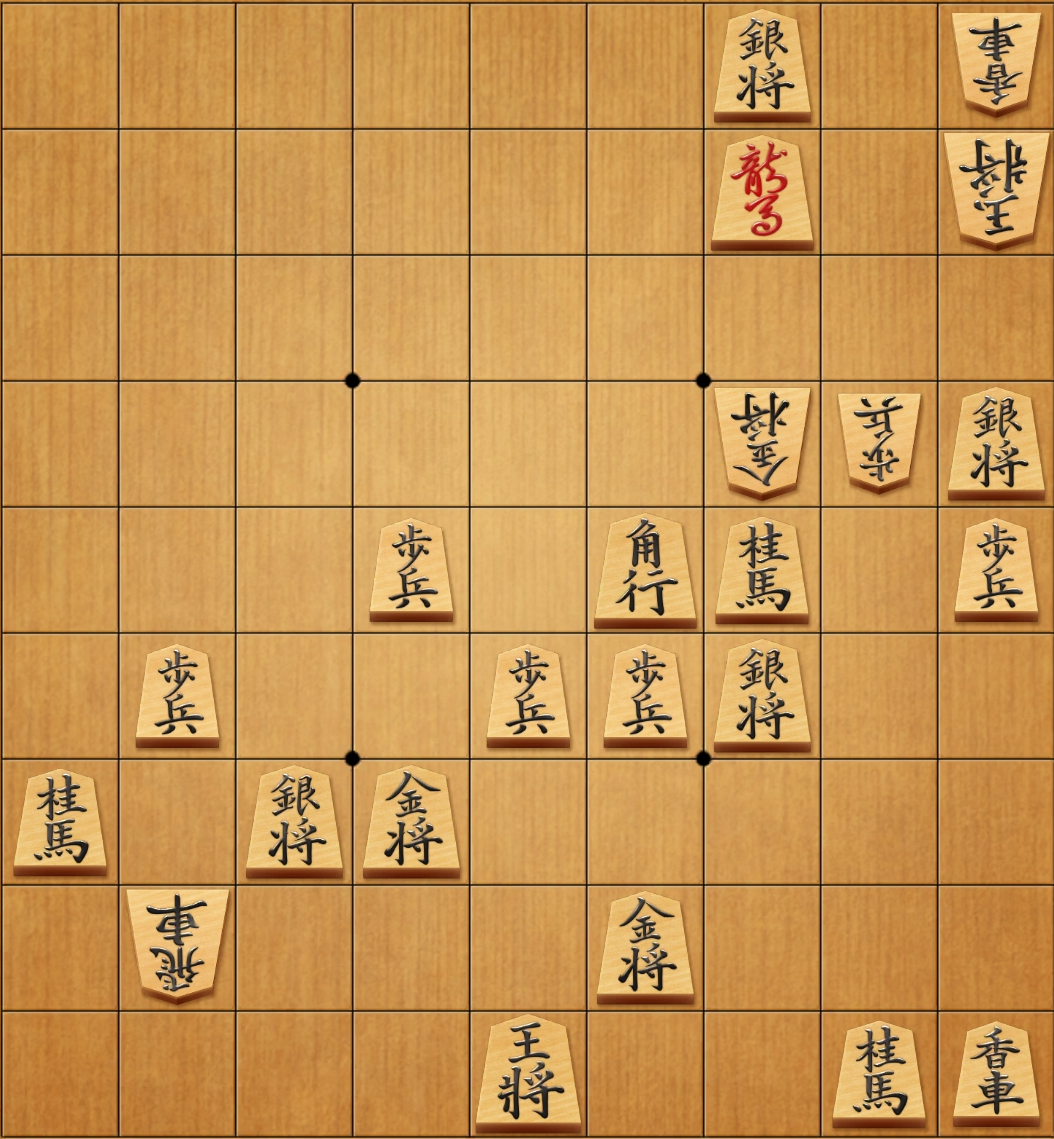 銀将 香車
龍馬 玉将
金将 歩兵 銀将
歩兵 角行 桂馬 歩兵
歩兵 歩兵 歩兵 銀将
桂馬 銀将 金将
飛車 金将
王将 桂馬 香車